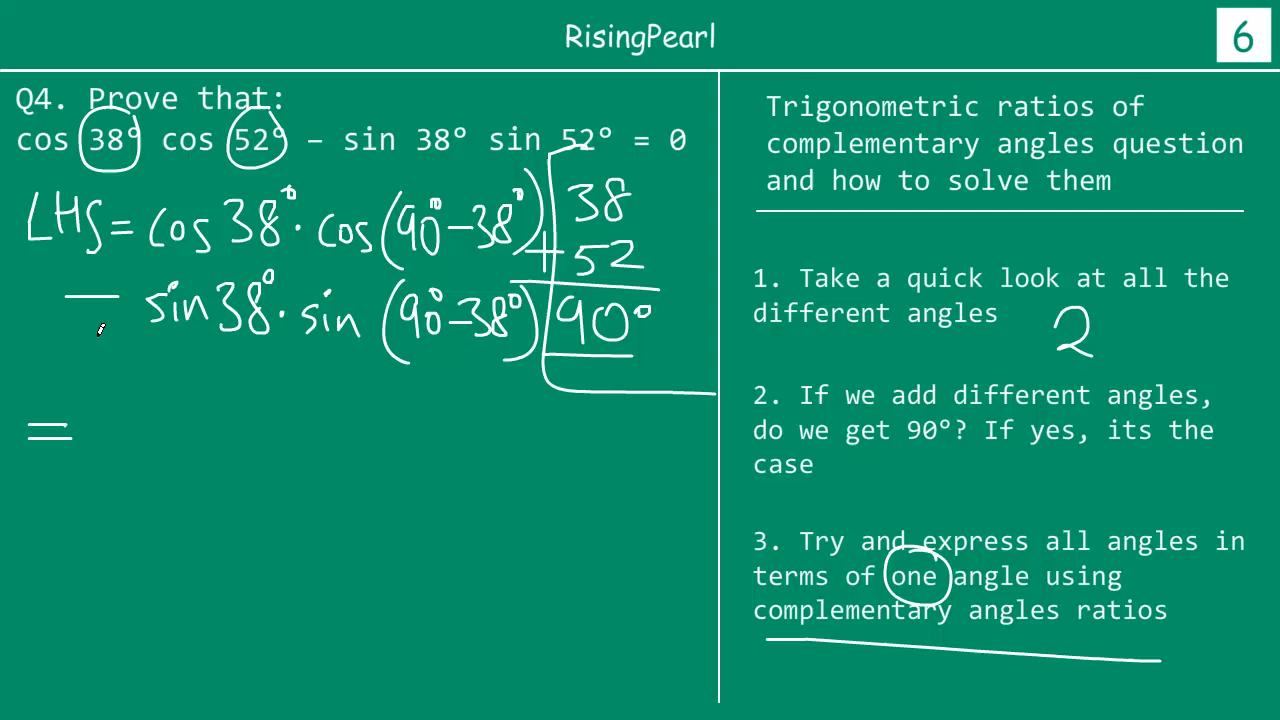 RisingPearl
6
Q4. Prove that:
cos 38° cos 52° – sin 38° sin 52° = 0
LHS = cos 38° · cos (90° – 38°)
– sin 38° · sin (90° – 38°)
=
38
+ 52
90°
Trigonometric ratios of
complementary angles question
and how to solve them
1. Take a quick look at all the
different angles
2
2. If we add different angles,
do we get 90°? If yes, its the
case
3. Try and express all angles in
terms of one angle using
complementary angles ratios